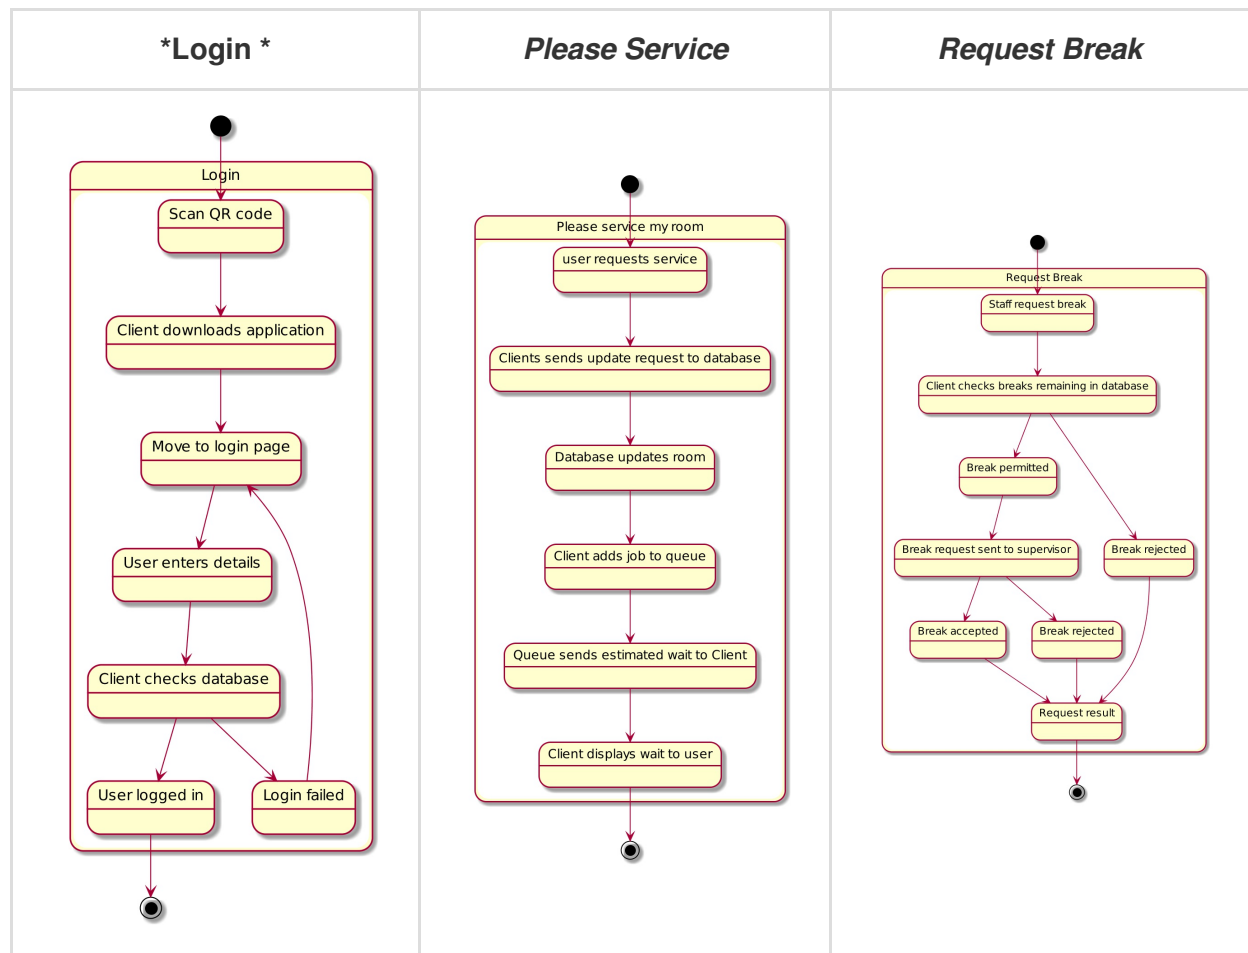 *Login *
Please Service
Request Break
Login
Scan QR code
Client downloads application
Move to login page
User enters details
Client checks database
User logged in
Login failed
Please service my room
user requests service
Clients sends update request to database
Database updates room
Client adds job to queue
Queue sends estimated wait to Client
Client displays wait to user
Request Break
Staff request break
Client checks breaks remaining in database
Break permitted
Break request sent to supervisor
Break rejected
Break accepted
Break rejected
Request result